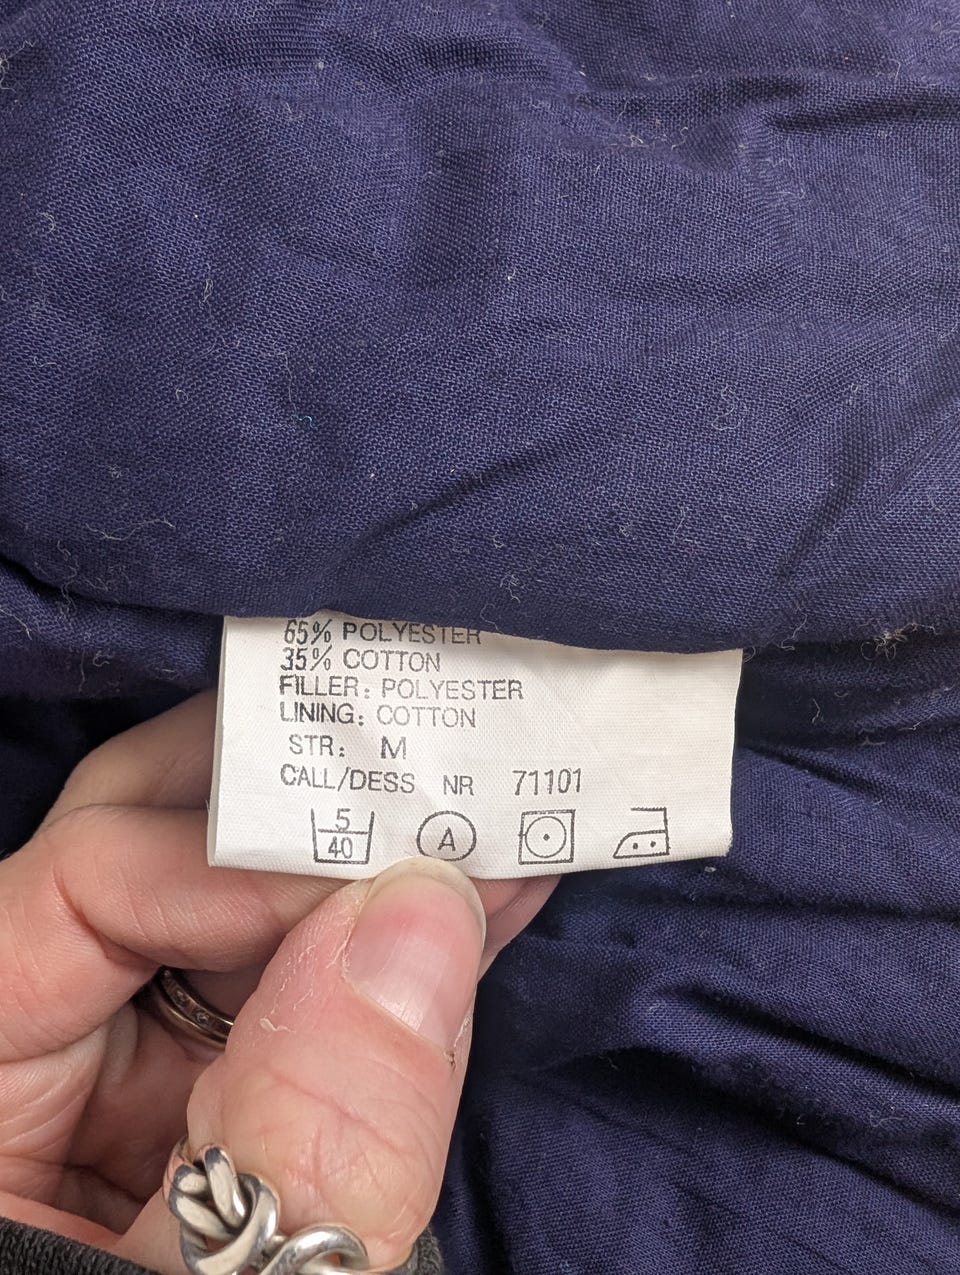 65% POLYESTER
35% COTTON
FILLER: POLYESTER
LINING: COTTON
STR: M
CALL/DESS NR 71101
5
40 A